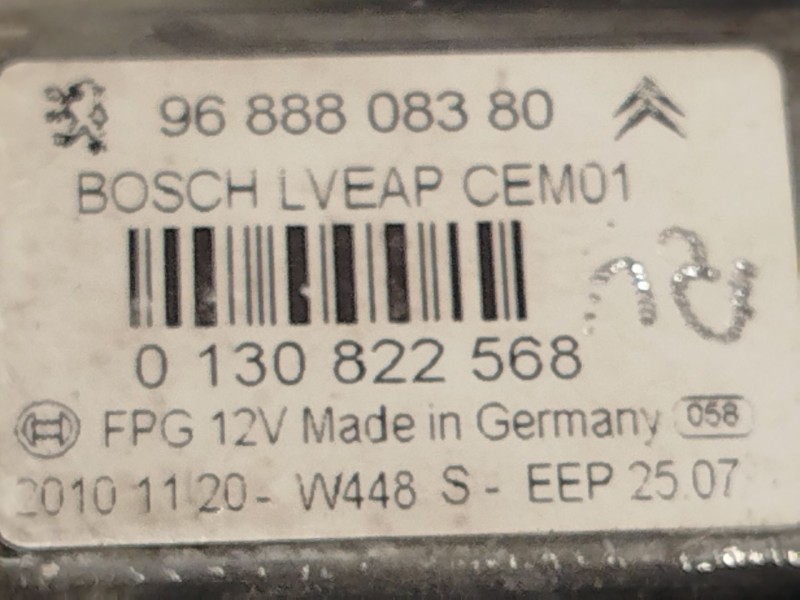 96 888 083 80
BOSCH LVEAP CEM01
0 130 822 568
FPG 12V Made in Germany 058
2010 11 20 - W448 S - EEP 25.07